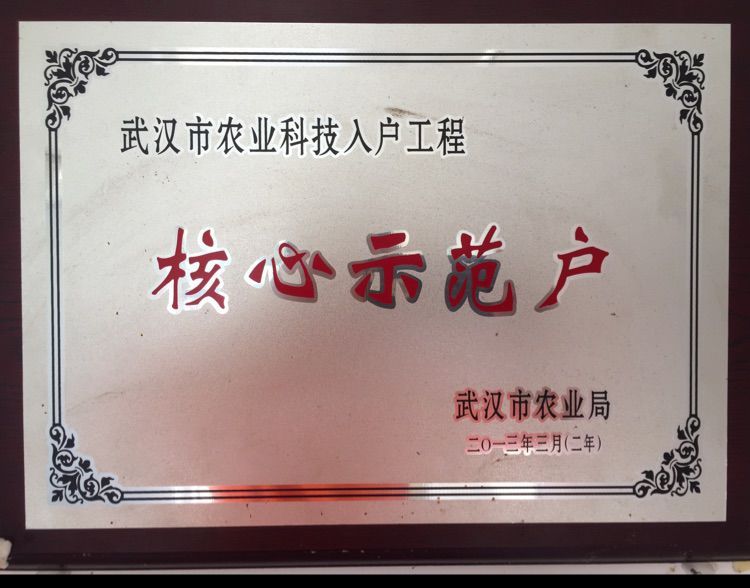 武汉市农业科技入户工程
核心示范户
武汉市农业局
二〇一三年三月(二年)